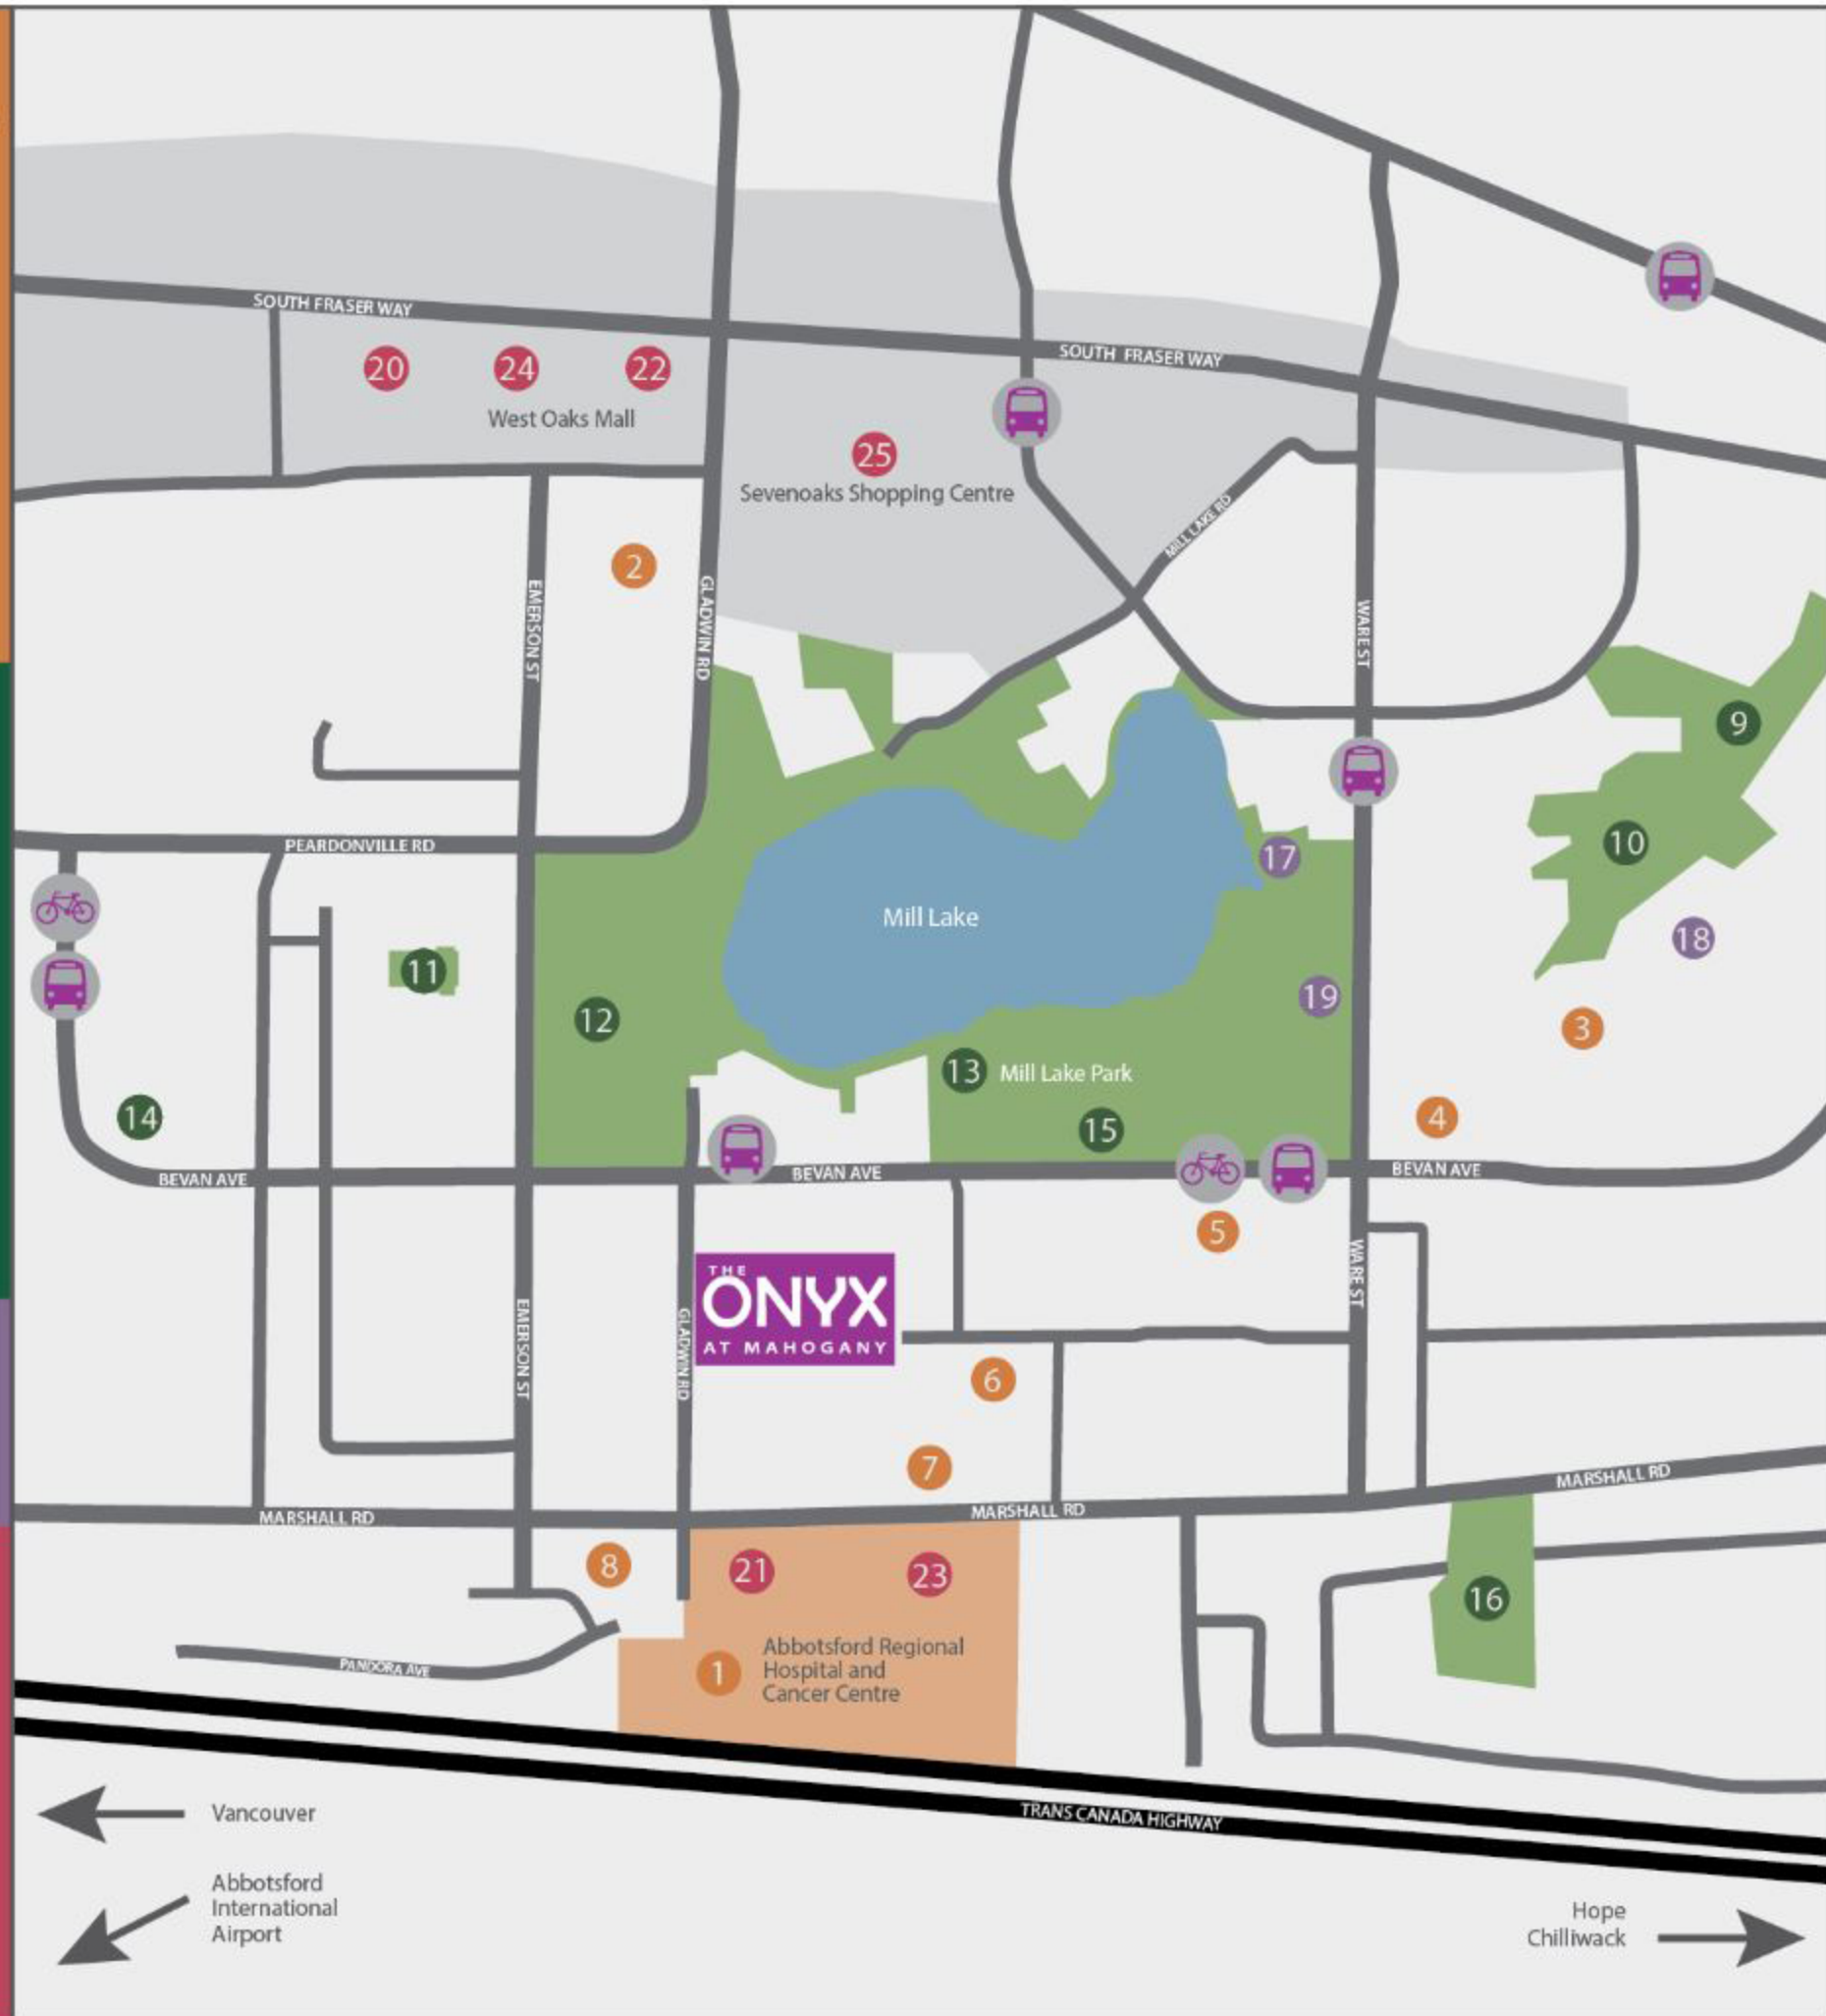 SOUTH FRASER WAY
SOUTH FRASER WAY
20
24
22
West Oaks Mall
25
Sevenoaks Shopping Centre
MILL LAKE RD
2
EMERSON ST
GLADWIN RD
WARE ST
9
PEARDONVILLE RD
10
17
Mill Lake
18
11
12
19
3
13
Mill Lake Park
14
15
4
BEVAN AVE
BEVAN AVE
BEVAN AVE
5
THE
ONYX
AT MAHOGANY
EMERSON ST
GLADWIN RD
WARE ST
6
7
MARSHALL RD
MARSHALL RD
MARSHALL RD
8
21
23
16
Abbotsford Regional
Hospital and
Cancer Centre
1
PANDORA AVE
TRANS CANADA HIGHWAY
Vancouver
Abbotsford
International
Airport
Hope
Chilliwack